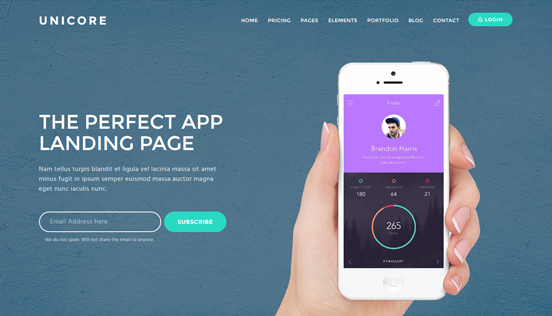 UNICORE
HOME PRICING PAGES ELEMENTS PORTFOLIO BLOG CONTACT LOGIN
THE PERFECT APP
LANDING PAGE
Nam tellus turpis blandit et ligula vel lacinia massa sit amet
minus fugit in ipsum semper euismod massa auctor magna
eget nunc iaculis nunc.
Email Address here
SUBSCRIBE
We do not spam. Will not share the email to anyone.
Profile
Brandon Harris
180 64 21
265
FEBRUARY